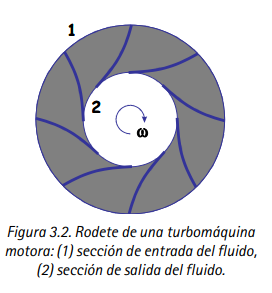 1
2
ω
Figura 3.2. Rodete de una turbomáquina
motora: (1) sección de entrada del fluido,
(2) sección de salida del fluido.